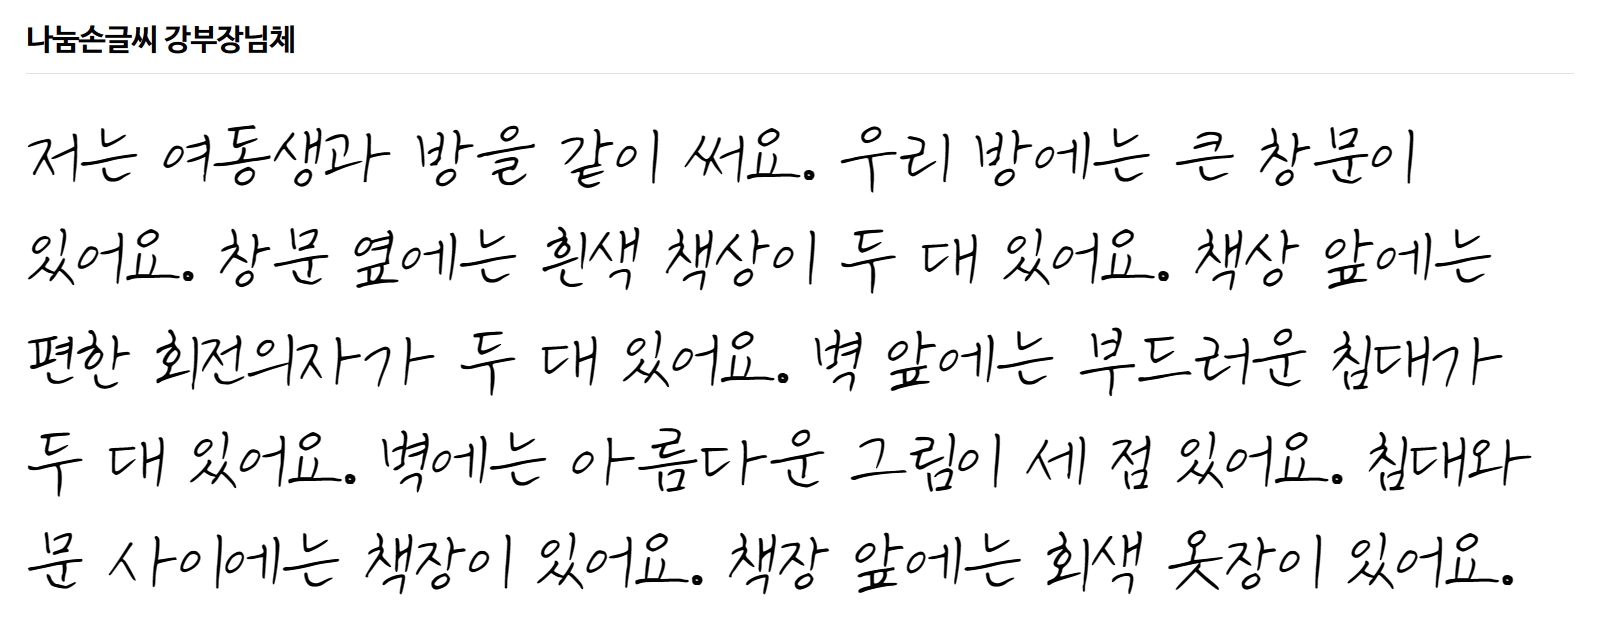 나눔손글씨 강부장님체
저는 여동생과 방을 같이 써요. 우리 방에는 큰 창문이
있어요. 창문 옆에는 흰색 책상이 두 대 있어요. 책상 앞에는
편한 회전의자가 두 대 있어요. 벽 앞에는 부드러운 침대가
두 대 있어요. 벽에는 아름다운 그림이 세 점 있어요. 침대와
문 사이에는 책장이 있어요. 책장 앞에는 회색 옷장이 있어요.